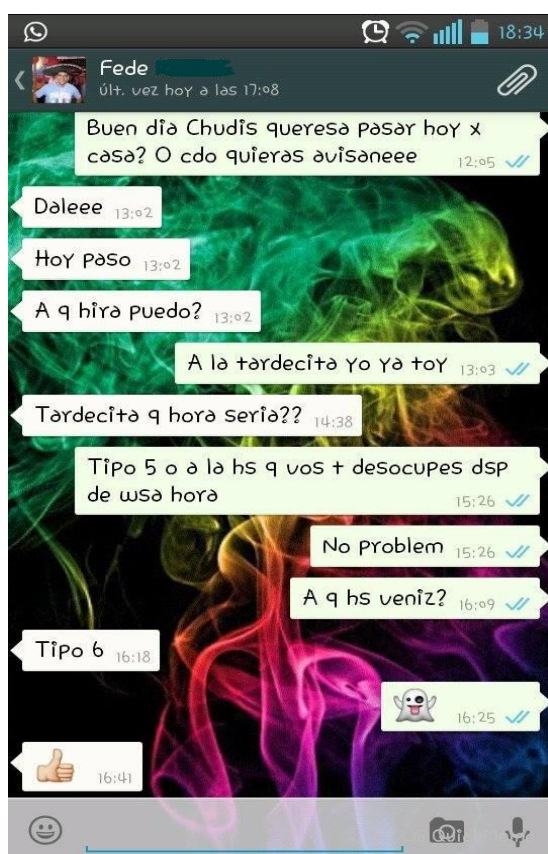 18:34
Fede
últ. vez hoy a las 17:08
Buen dia Chudis queresa pasar hoy x
casa? O cdo quieras avisaneee
12:05
Daleee 13:02
Hoy paso 13:02
A q hira puedo? 13:02
A la tardecita yo ya toy 13:03
Tardecita q hora seria?? 14:38
Tipo 5 o a la hs q vos t desocupes dsp
de wsa hora
15:26
No problem 15:26
A q hs veniz? 16:09
Tipo 6 16:18
16:25
16:41